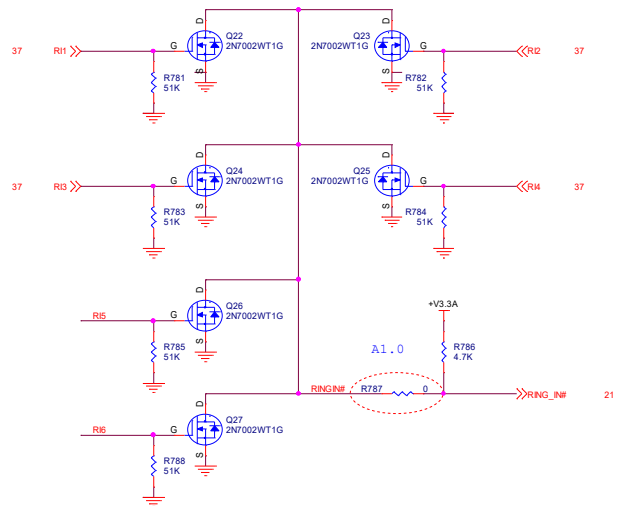 D Q22 Q23 D
37 RI1 G 2N7002WT1G 2N7002WT1G G RI2 37
S S
R781 R782
51K 51K
D D
Q24 Q25
37 RI3 G 2N7002WT1G 2N7002WT1G G RI4 37
R783 S S R784
51K 51K
D
Q26 +V3.3A
RI5 G 2N7002WT1G
R785 S A1.0 R786
51K 4.7K
RINGIN# R787 0 RING_IN# 21
D
Q27
RI6 G 2N7002WT1G
R788 S
51K